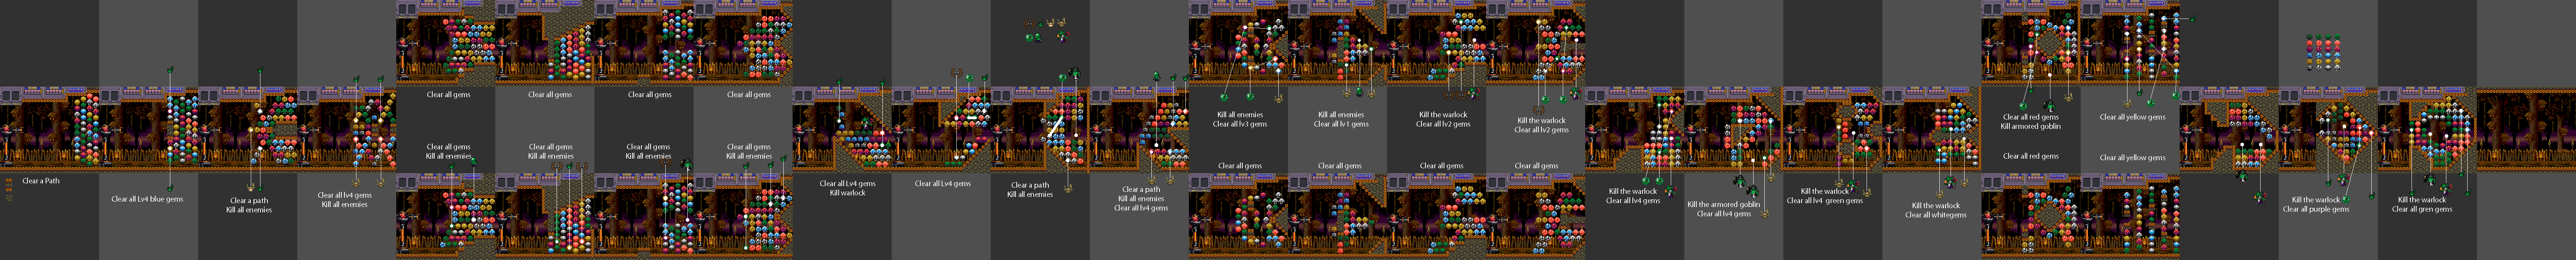 Clear all gems
Clear all gems
Clear all gems
Clear all gems
Kill all enemies
Clear all lv3 gems
Kill all enemies
Clear all lv 1 gems
Kill the warlock
Clear all lv2 gems
Kill the warlock
Clear all lv2 gems
Clear all red gems
Kill armored goblin
Clear all yellow gems
Clear all gems
Kill all enemies
Clear all gems
Kill all enemies
Clear all gems
Kill all enemies
Clear all gems
Kill all enemies
Clear all gems
Clear all gems
Clear all gems
Clear all gems
Clear all red gems
Clear all yellow gems
Clear a Path
Clear all Lv4 blue gems
Clear a path
Kill all enemies
Clear all lv4 gems
Kill all enemies
Clear all Lv4 gems
Kill warlock
Clear all Lv4 gems
Clear a path
Kill all enemies
Clear a path
Kill all enemies
Clear all lv4 gems
Kill the warlock
Clear all lv4 gems
Kill the armored goblin
Clear all lv4 gems
Kill the warlock
Clear all lv4 green gems
Kill the warlock
Clear all whitegems
Kill the warlock
Clear all purple gems
Kill the warlock
Clear all gren gems